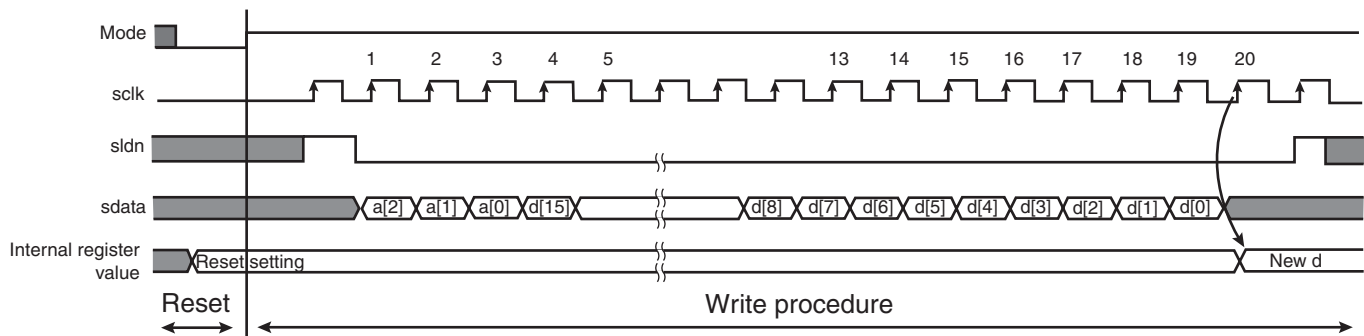 Mode
1 2 3 4 5 13 14 15 16 17 18 19 20
sclk
sldn
sdata a[2] a[1] a[0] d[15] d[8] d[7] d[6] d[5] d[4] d[3] d[2] d[1] d[0]
Internal register
value
Reset setting New d
Reset Write procedure